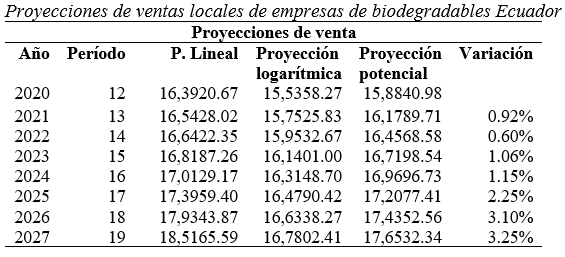 Proyecciones de ventas locales de empresas de biodegradables Ecuador
Proyecciones de venta
Año Período P. Lineal Proyección logarítmica Proyección potencial Variación
2020 12 16,3920.67 15,5358.27 15,8840.98
2021 13 16,5428.02 15,7525.83 16,1789.71 0.92%
2022 14 16,6422.35 15,9532.67 16,4568.58 0.60%
2023 15 16,8187.26 16,1401.00 16,7198.54 1.06%
2024 16 17,0129.17 16,3148.70 16,9696.73 1.15%
2025 17 17,3959.40 16,4790.42 17,2077.41 2.25%
2026 18 17,9343.87 16,6338.27 17,4352.56 3.10%
2027 19 18,5165.59 16,7802.41 17,6532.34 3.25%